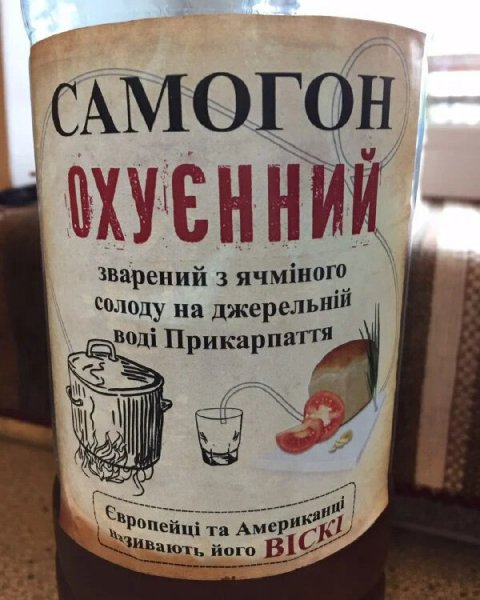 САМОГОН
ОХУЄННИЙ
зварений з ячміного
солоду на джерельній
воді Прикарпаття
Європейці та Американці
називають його ВІСКІ